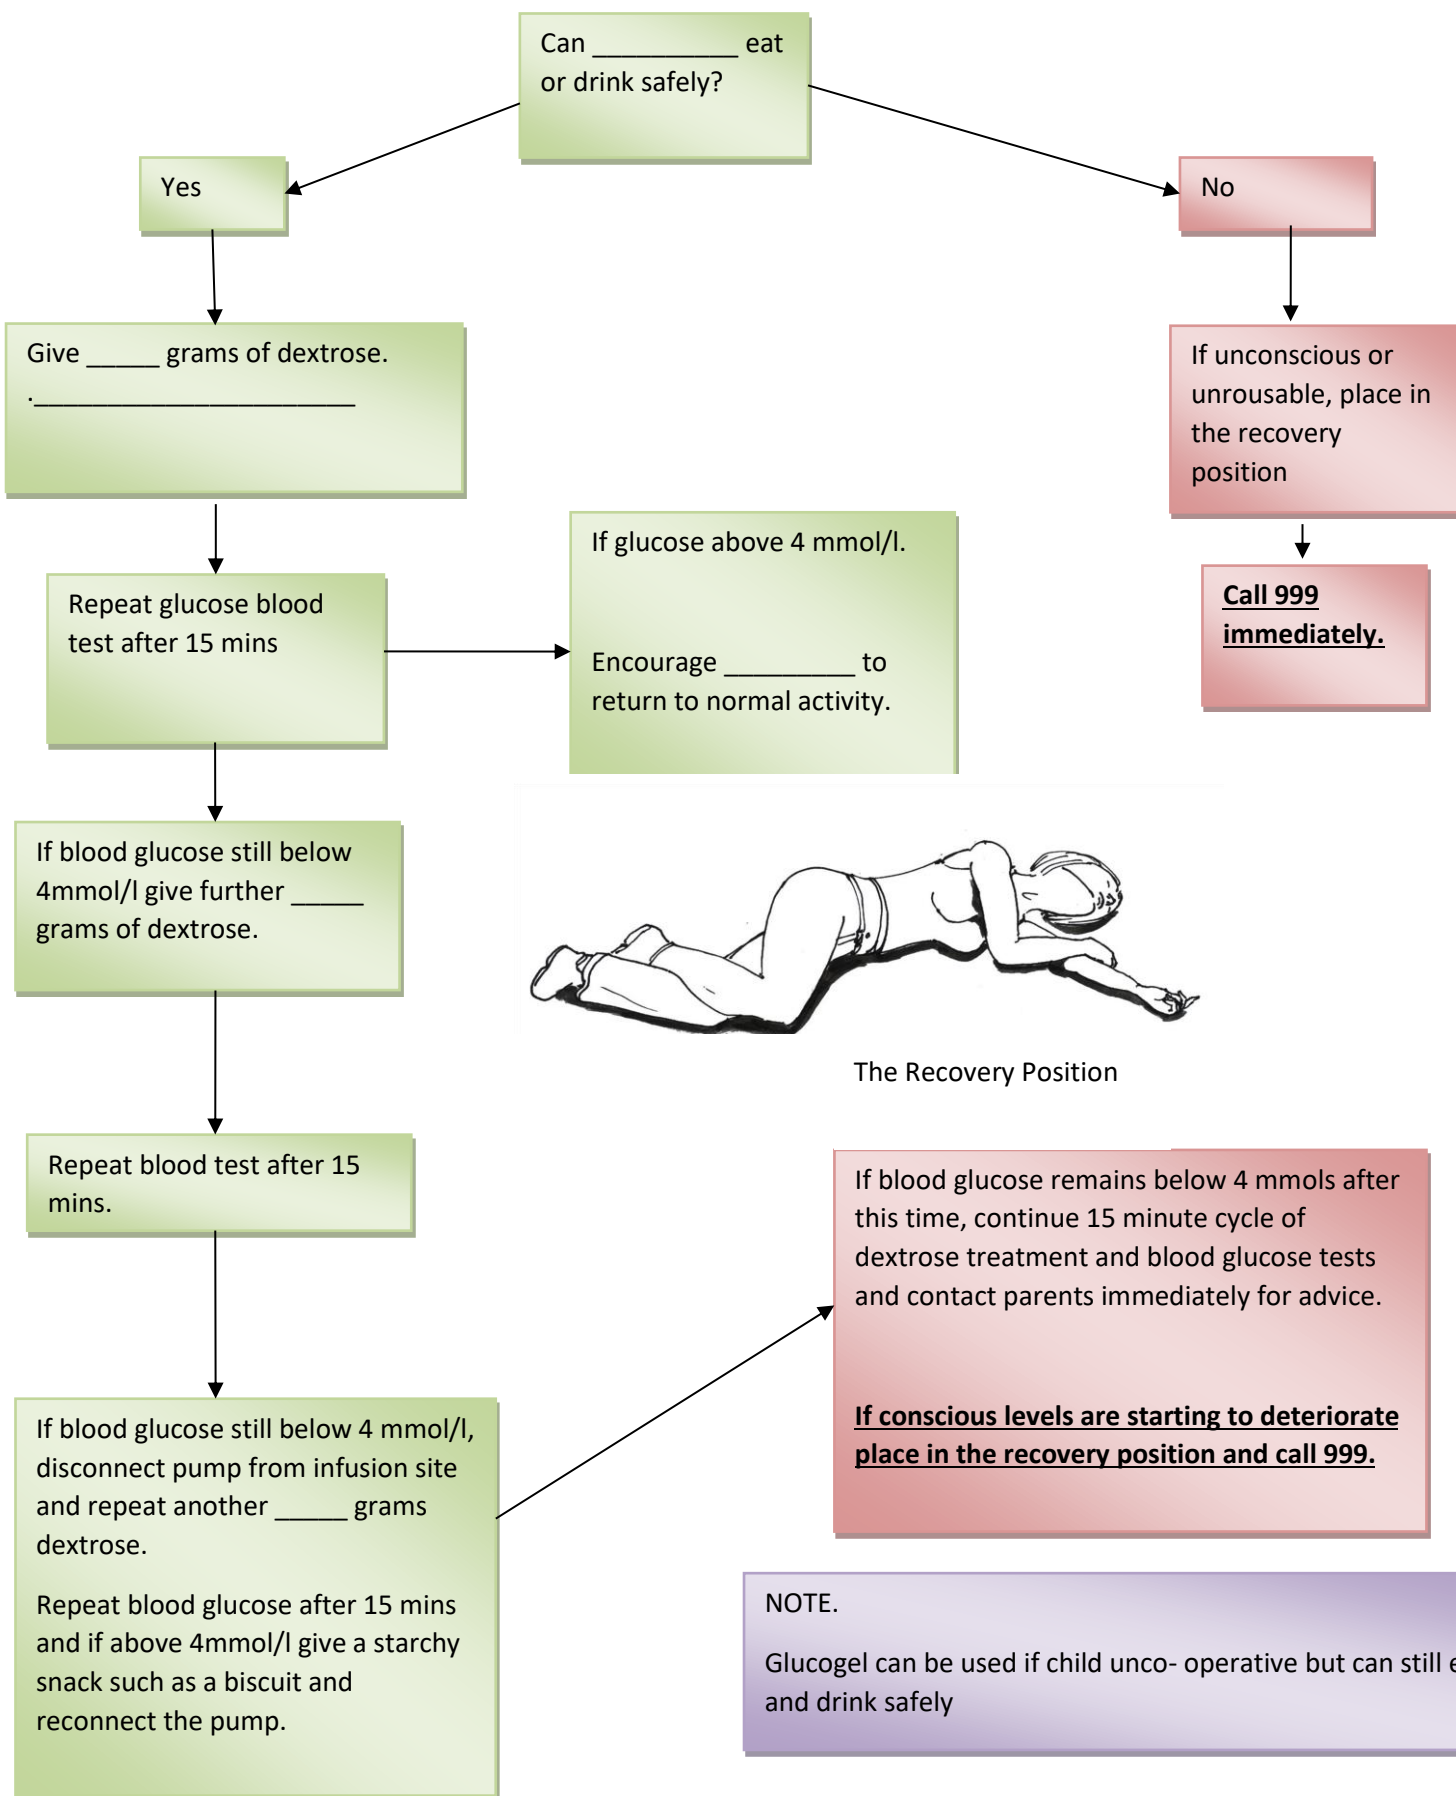 Can __________ eat
or drink safely?
Yes
No
Give _____ grams of dextrose.
.______________________
If unconscious or
unrousable, place in
the recovery
position
If glucose above 4 mmol/l.
Encourage _________ to
return to normal activity.
Repeat glucose blood
test after 15 mins
Call 999
immediately.
If blood glucose still below
4mmol/l give further _____
grams of dextrose.
The Recovery Position
Repeat blood test after 15
mins.
If blood glucose remains below 4 mmols after
this time, continue 15 minute cycle of
dextrose treatment and blood glucose tests
and contact parents immediately for advice.
If conscious levels are starting to deteriorate
place in the recovery position and call 999.
If blood glucose still below 4 mmol/l,
disconnect pump from infusion site
and repeat another _____ grams
dextrose.
Repeat blood glucose after 15 mins
and if above 4mmol/l give a starchy
snack such as a biscuit and
reconnect the pump.
NOTE.
Glucogel can be used if child unco- operative but can still
and drink safely